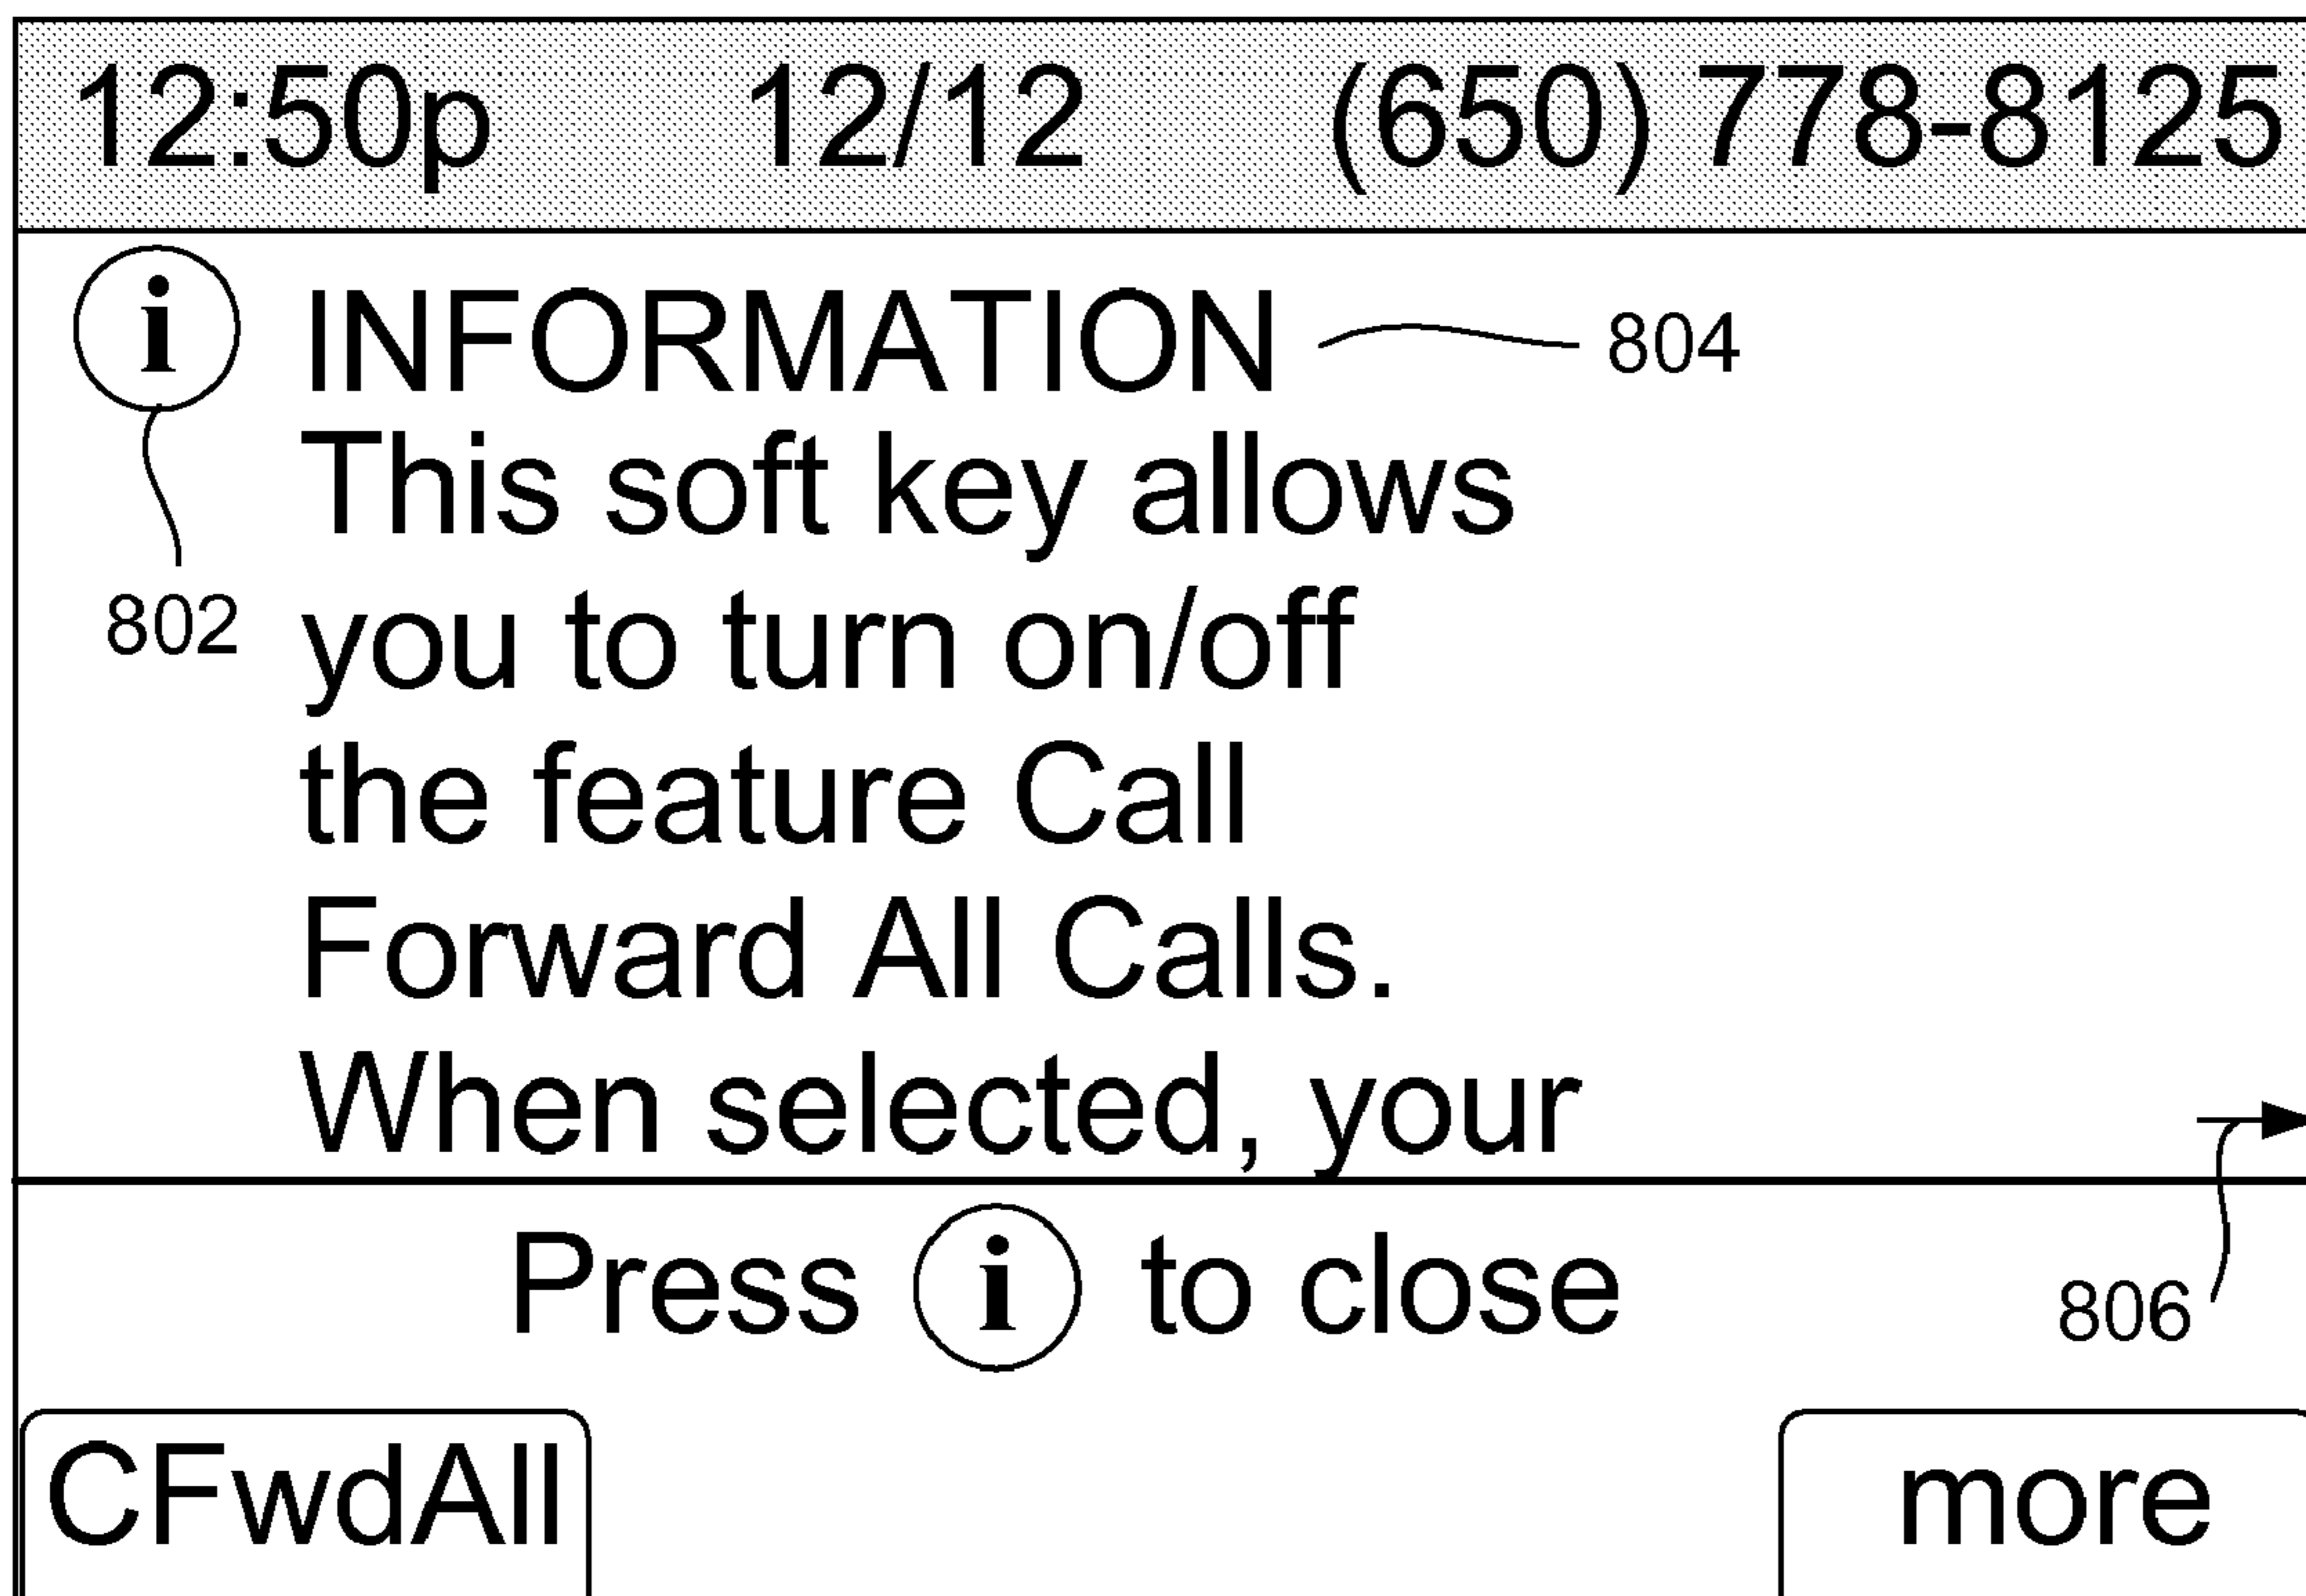 12:50p 12/12 (650) 778-8125
i INFORMATION 804
This soft key allows
802 you to turn on/off
the feature Call
Forward All Calls.
When selected, your
Press i to close
806
CFwdAll more